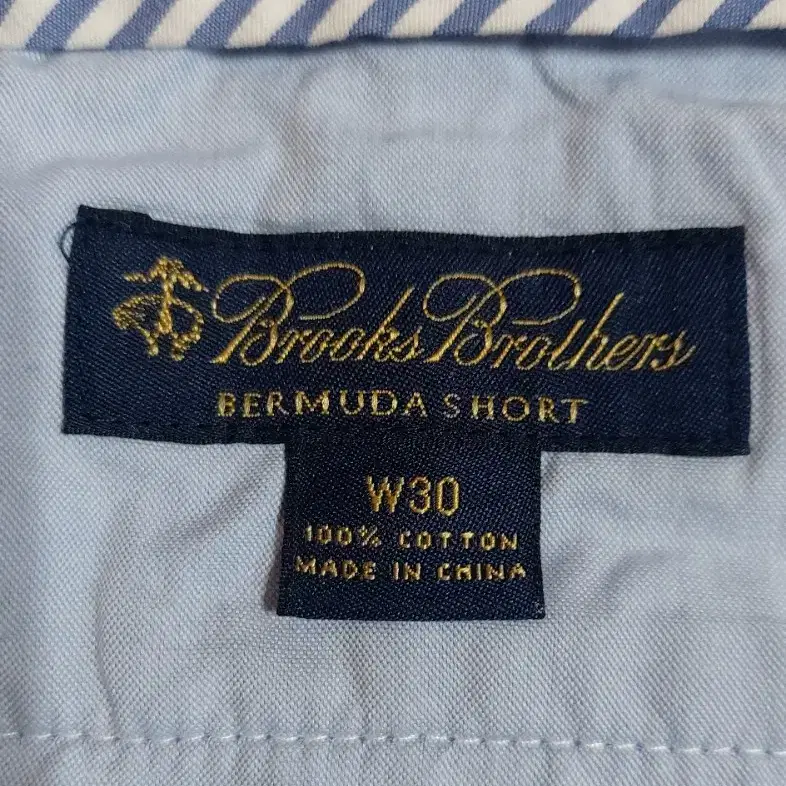 Brooks Brothers
BERMUDA SHORT
W30
100% COTTON
MADE IN CHINA